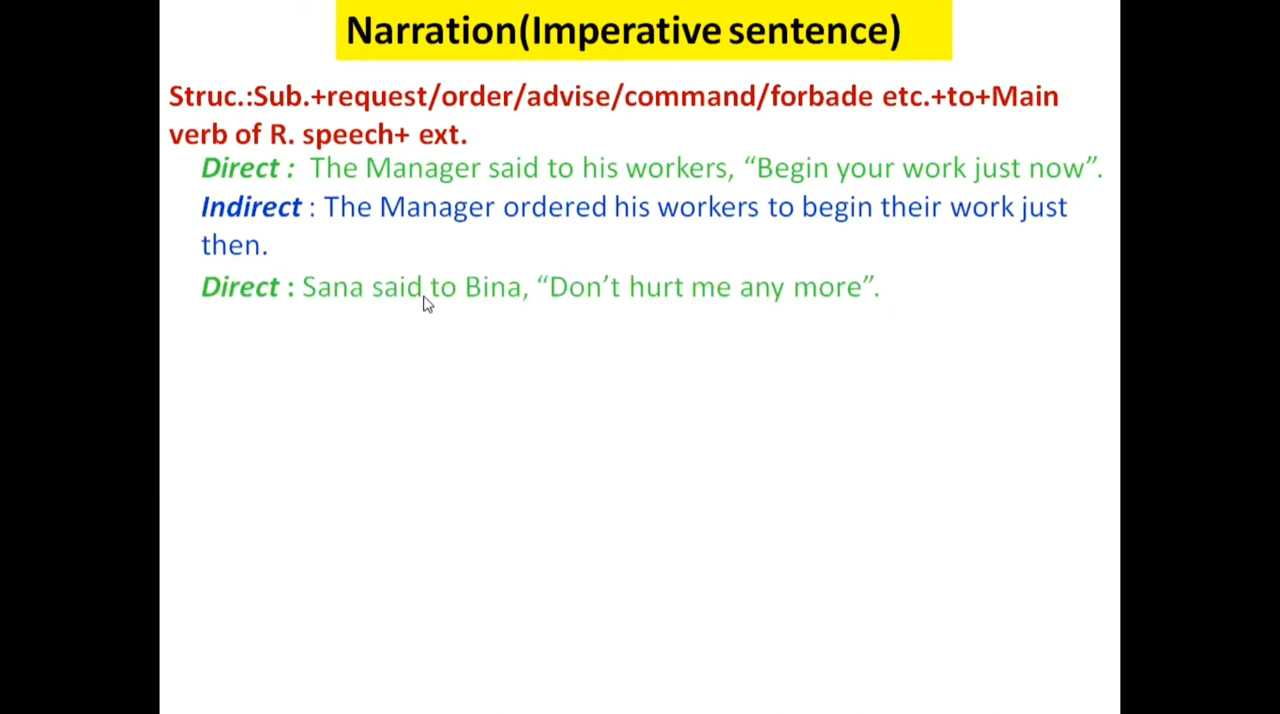 Narration(Imperative sentence)
Struc.:Sub.+request/order/advise/command/forbade etc.+to+Main
verb of R. speech+ ext.
Direct : The Manager said to his workers, “Begin your work just now”.
Indirect : The Manager ordered his workers to begin their work just
then.
Direct : Sana said to Bina, “Don’t hurt me any more”.